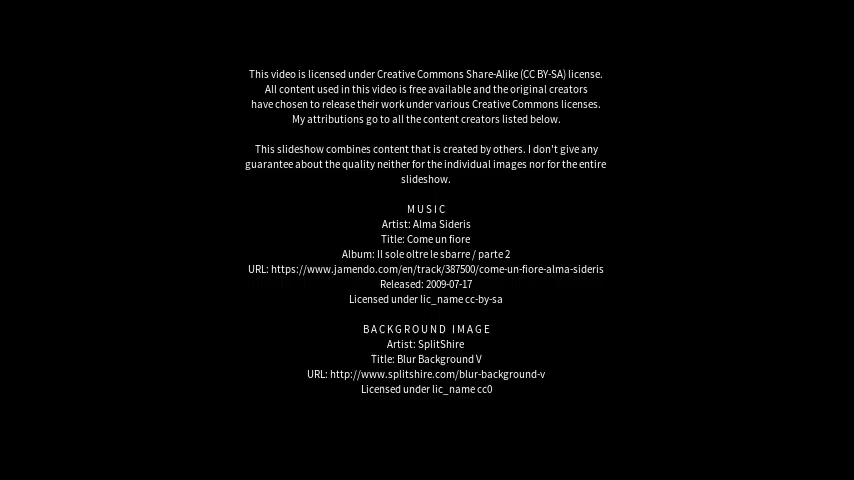 This video is licensed under Creative Commons Share-Alike (CC BY-SA) license.
All content used in this video is free available and the original creators
have chosen to release their work under various Creative Commons licenses.
My attributions go to all the content creators listed below.
This slideshow combines content that is created by others. I don't give any
guarantee about the quality neither for the individual images nor for the entire
slideshow.
MUSIC
Artist: Alma Sideris
Title: Come un fiore
Album: Il sole oltre le sbarre / parte 2
URL: https://www.jamendo.com/en/track/387500/come-un-fiore-alma-sideris
Released: 2009-07-17
Licensed under lic_name cc-by-sa
BACKGROUND IMAGE
Artist: SplitShire
Title: Blur Background V
URL: http://www.splitshire.com/blur-background-v
Licensed under lic_name cc0